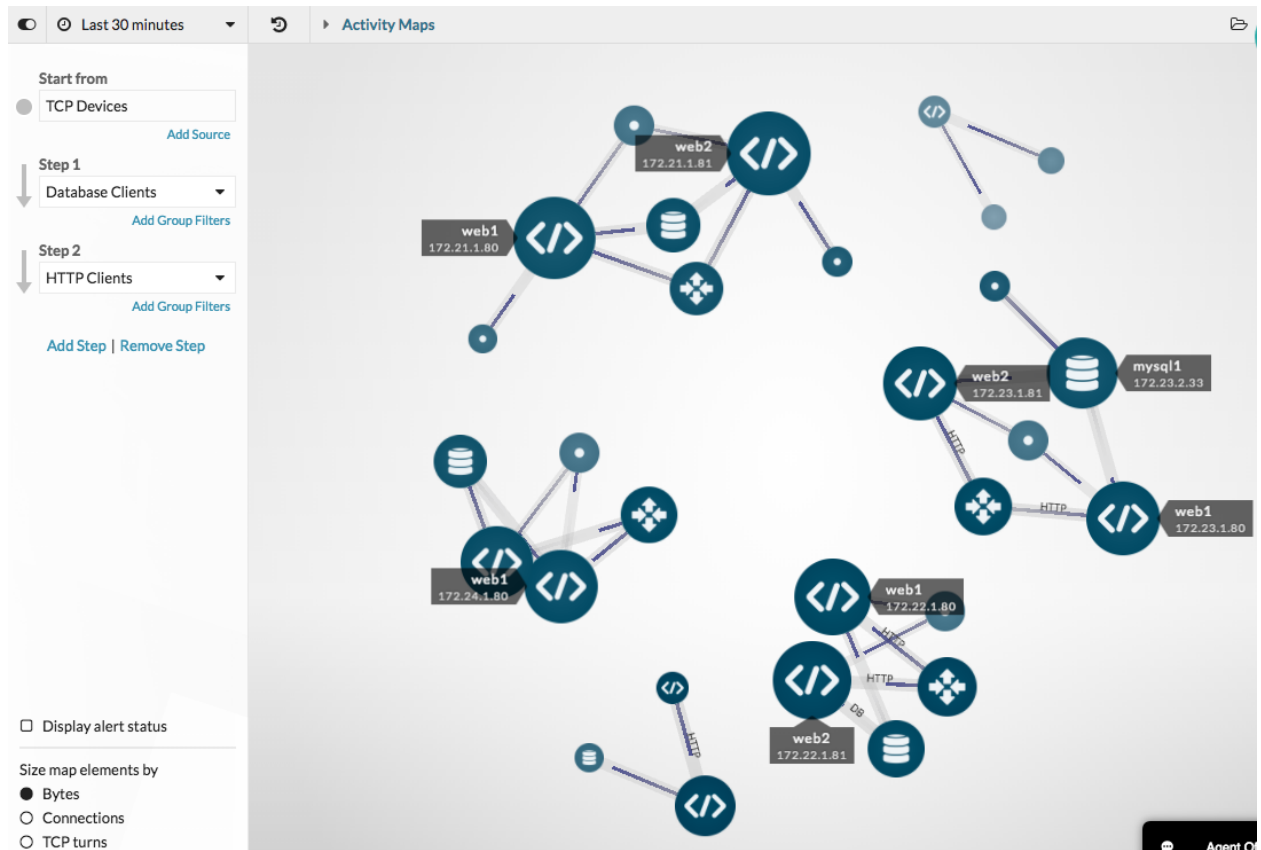 Last 30 minutes
Activity Maps
Start from
TCP Devices
Add Source
Step 1
Database Clients
Add Group Filters
Step 2
HTTP Clients
Add Group Filters
Add Step | Remove Step
Display alert status
Size map elements by
Bytes
Connections
TCP turns
web2
172.21.1.81
web1
172.21.1.80
mysql1
172.23.2.33
web2
172.23.1.81
HTTP
HTTP
web1
172.23.1.80
web1
172.24.1.80
web1
172.22.1.80
HTTP
HTTP
DB
web2
172.22.1.81
HTTP
Agent